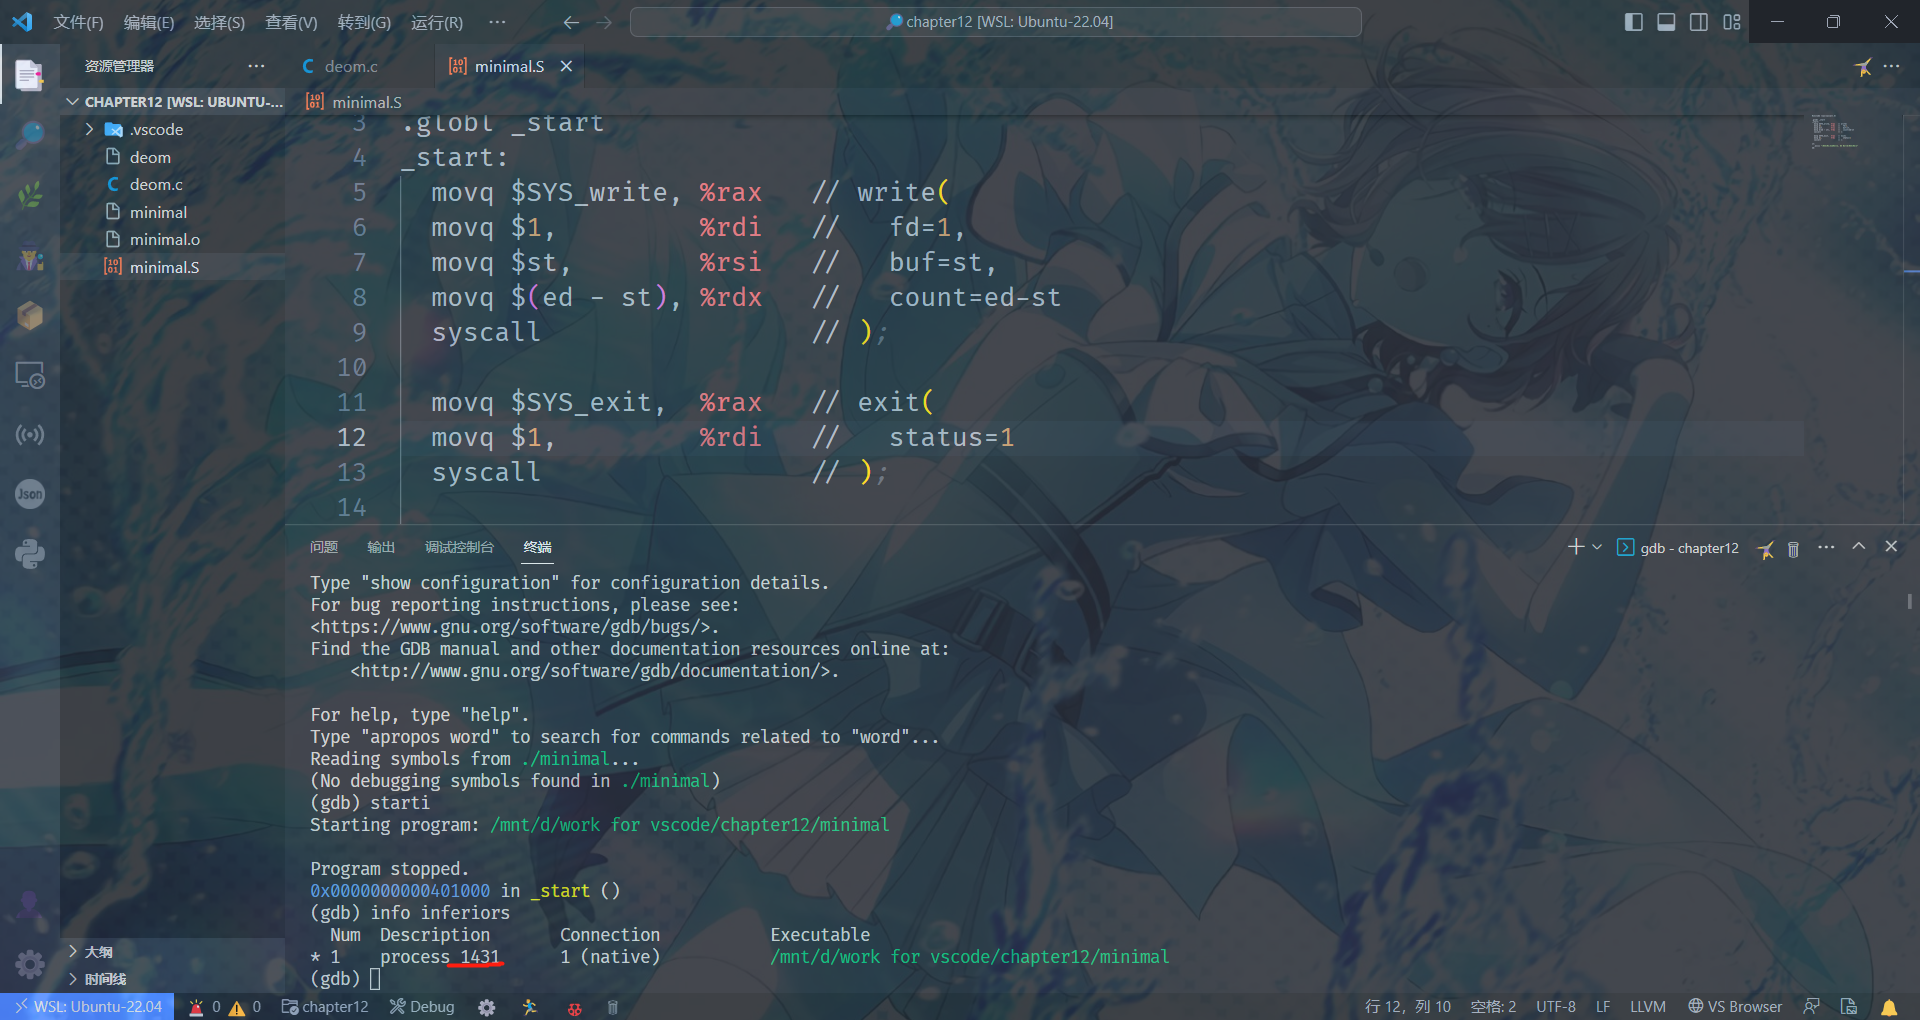 文件(F) 编辑(E) 选择(S) 查看(V) 转到(G) 运行(R) ··· chapter12 [WSL: Ubuntu-22.04]
资源管理器 ···
CHAPTER12 [WSL: UBUNTU-...
.vscode
deom
deom.c
minimal
minimal.o
minimal.S
大纲
时间线
Json
deom.c minimal.S
minimal.S
3 .globl _start
4 _start:
5 movq $SYS_write, %rax // write(
6 movq $1, %rdi // fd=1,
7 movq $st, %rsi // buf=st,
8 movq $(ed - st), %rdx // count=ed-st
9 syscall // );
10
11 movq $SYS_exit, %rax // exit(
12 movq $1, %rdi // status=1
13 syscall // );
14
问题 输出 调试控制台 终端 gdb - chapter12
Type "show configuration" for configuration details.
For bug reporting instructions, please see:
<https://www.gnu.org/software/gdb/bugs/>.
Find the GDB manual and other documentation resources online at:
<http://www.gnu.org/software/gdb/documentation/>.
For help, type "help".
Type "apropos word" to search for commands related to "word"...
Reading symbols from ./minimal...
(No debugging symbols found in ./minimal)
(gdb) starti
Starting program: /mnt/d/work for vscode/chapter12/minimal
Program stopped.
0x0000000000401000 in _start ()
(gdb) info inferiors
Num Description Connection Executable
* 1 process 1431 1 (native) /mnt/d/work for vscode/chapter12/minimal
(gdb)
WSL: Ubuntu-22.04 0 0 chapter12 Debug 行 12，列 10 空格: 2 UTF-8 LF LLVM VS Browser